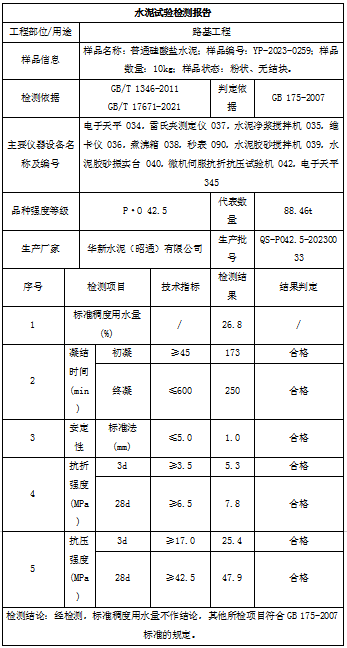 水泥试验检测报告
工程部位/用途 路基工程
样品信息 样品名称：普通硅酸盐水泥；样品编号：YP-2023-0259；样品
数量：10kg；样品状态：粉状、无结块。
检测依据 GB/T 1346-2011
GB/T 17671-2021 判定依
据 GB 175-2007
主要仪器设备名
称及编号 电子天平 034，雷氏夹测定仪 037，水泥净浆搅拌机 035，维
卡仪 036，煮沸箱 038，秒表 090，水泥胶砂搅拌机 039，水
泥胶砂振实台 040，微机伺服抗折抗压试验机 042，电子天平
345
品种强度等级 P·O 42.5 代表数
量 88.46t
生产厂家 华新水泥（昭通）有限公司 生产批
号 QS-P042.5-202300
33
序号 检测项目 技术指标 检测结
果 结果判定
1 标准稠度用水量
(%) / 26.8 /
2 凝结
时间
(min
) 初凝 ≥45 173 合格
终凝 ≤600 250 合格
3 安定
性 标准法
(mm) ≤5.0 1.0 合格
4 抗折
强度
(MPa
) 3d ≥3.5 5.3 合格
28d ≥6.5 7.8 合格
5 抗压
强度
(MPa
) 3d ≥17.0 25.4 合格
28d ≥42.5 47.9 合格
检测结论：经检测，标准稠度用水量不作结论，其他所检项目符合 GB 175-2007
标准的规定。